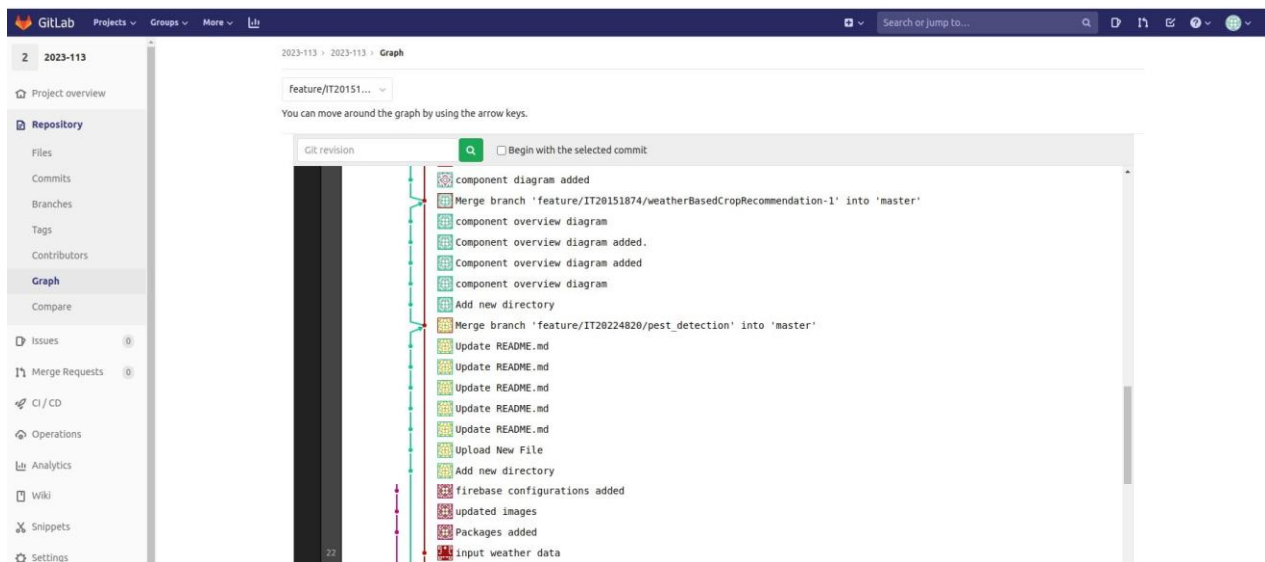 GitLab Projects Groups More Search or jump to...
2 2023-113
2023-113 › 2023-113 › Graph
Project overview
Repository
Files
Commits
Branches
Tags
Contributors
Graph
Compare
Issues 0
Merge Requests 0
CI / CD
Operations
Analytics
Wiki
Snippets
Settings
feature/IT20151...
You can move around the graph by using the arrow keys.
Git revision Begin with the selected commit
component diagram added
Merge branch 'feature/IT20151874/weatherBasedCropRecommendation-1' into 'master'
component overview diagram
Component overview diagram added.
Component overview diagram added
component overview diagram
Add new directory
Merge branch 'feature/IT20224820/pest_detection' into 'master'
Update README.md
Update README.md
Update README.md
Update README.md
Update README.md
Upload New File
Add new directory
firebase configurations added
updated images
Packages added
22 input weather data